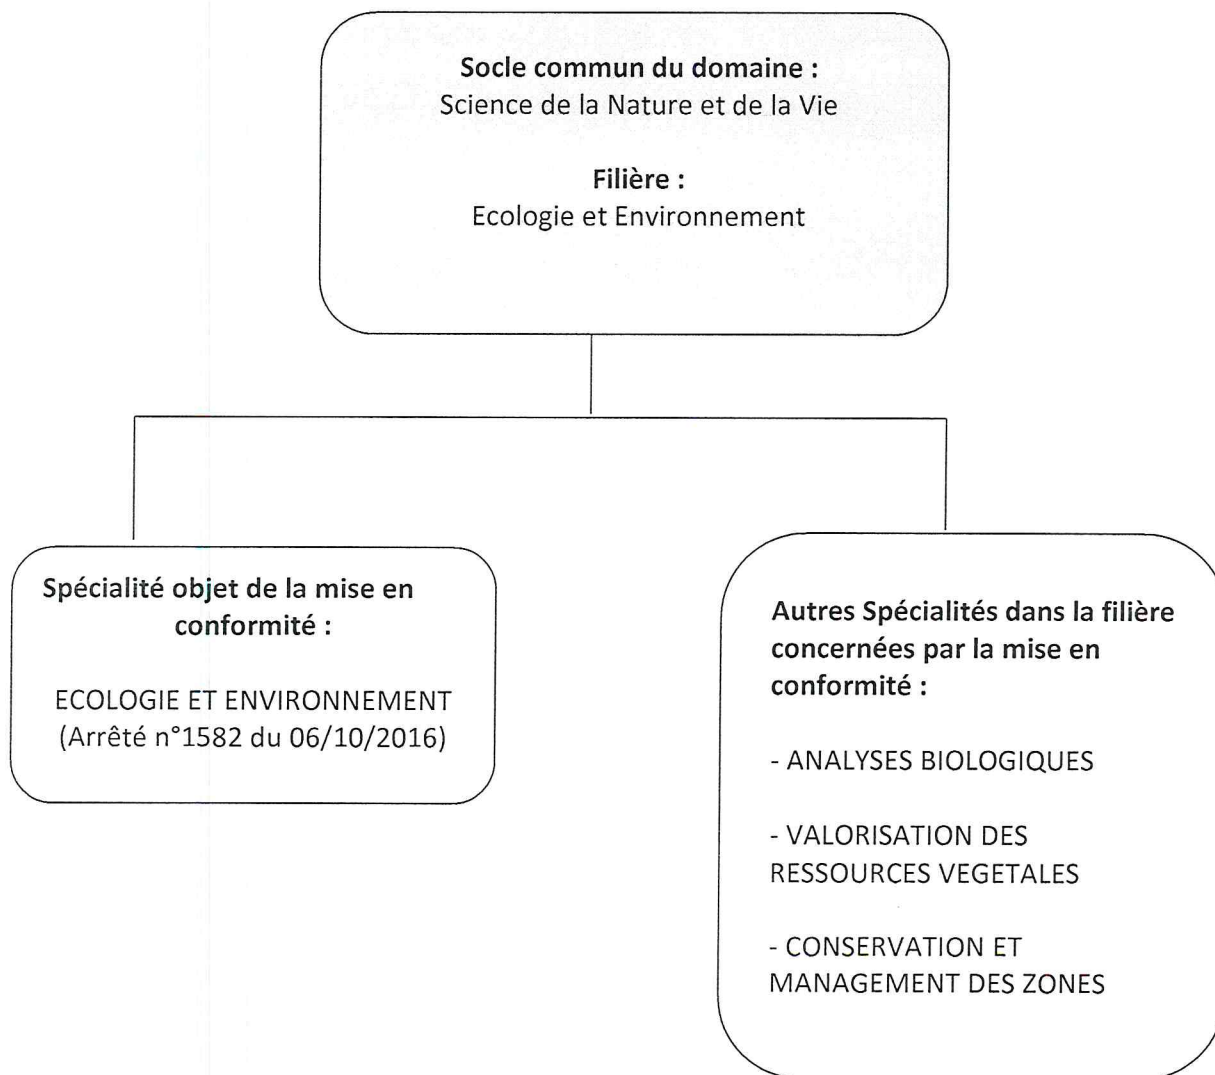 Socle commun du domaine :
Science de la Nature et de la Vie
Filière :
Ecologie et Environnement
Spécialité objet de la mise en
conformité :
ECOLOGIE ET ENVIRONNEMENT
(Arrêté n°1582 du 06/10/2016)
Autres Spécialités dans la filière
concernées par la mise en
conformité :
- ANALYSES BIOLOGIQUES
- VALORISATION DES
RESSOURCES VEGETALES
- CONSERVATION ET
MANAGEMENT DES ZONES